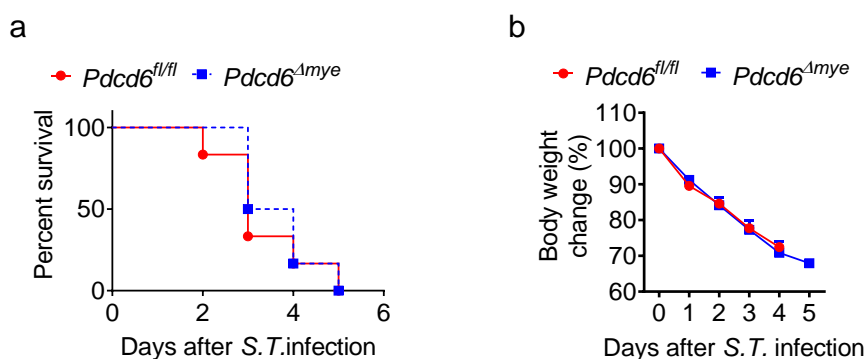 a
Pdcd6fl/fl Pdcd6Δmye
Percent survival
100
50
0
0 2 4 6
Days after S.T.infection
b
Pdcd6fl/fl Pdcd6Δmye
Body weight
change (%)
110
100
90
80
70
60
0 1 2 3 4 5
Days after S.T. infection